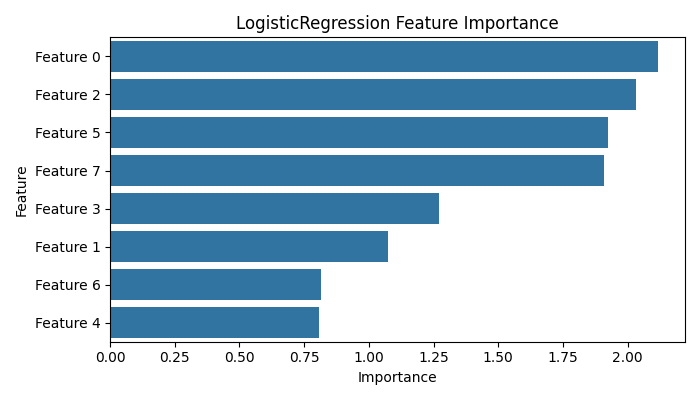 LogisticRegression Feature Importance
Feature 0
Feature 2
Feature 5
Feature 7
Feature 3
Feature 1
Feature 6
Feature 4
Feature
0.00 0.25 0.50 0.75 1.00 1.25 1.50 1.75 2.00
Importance